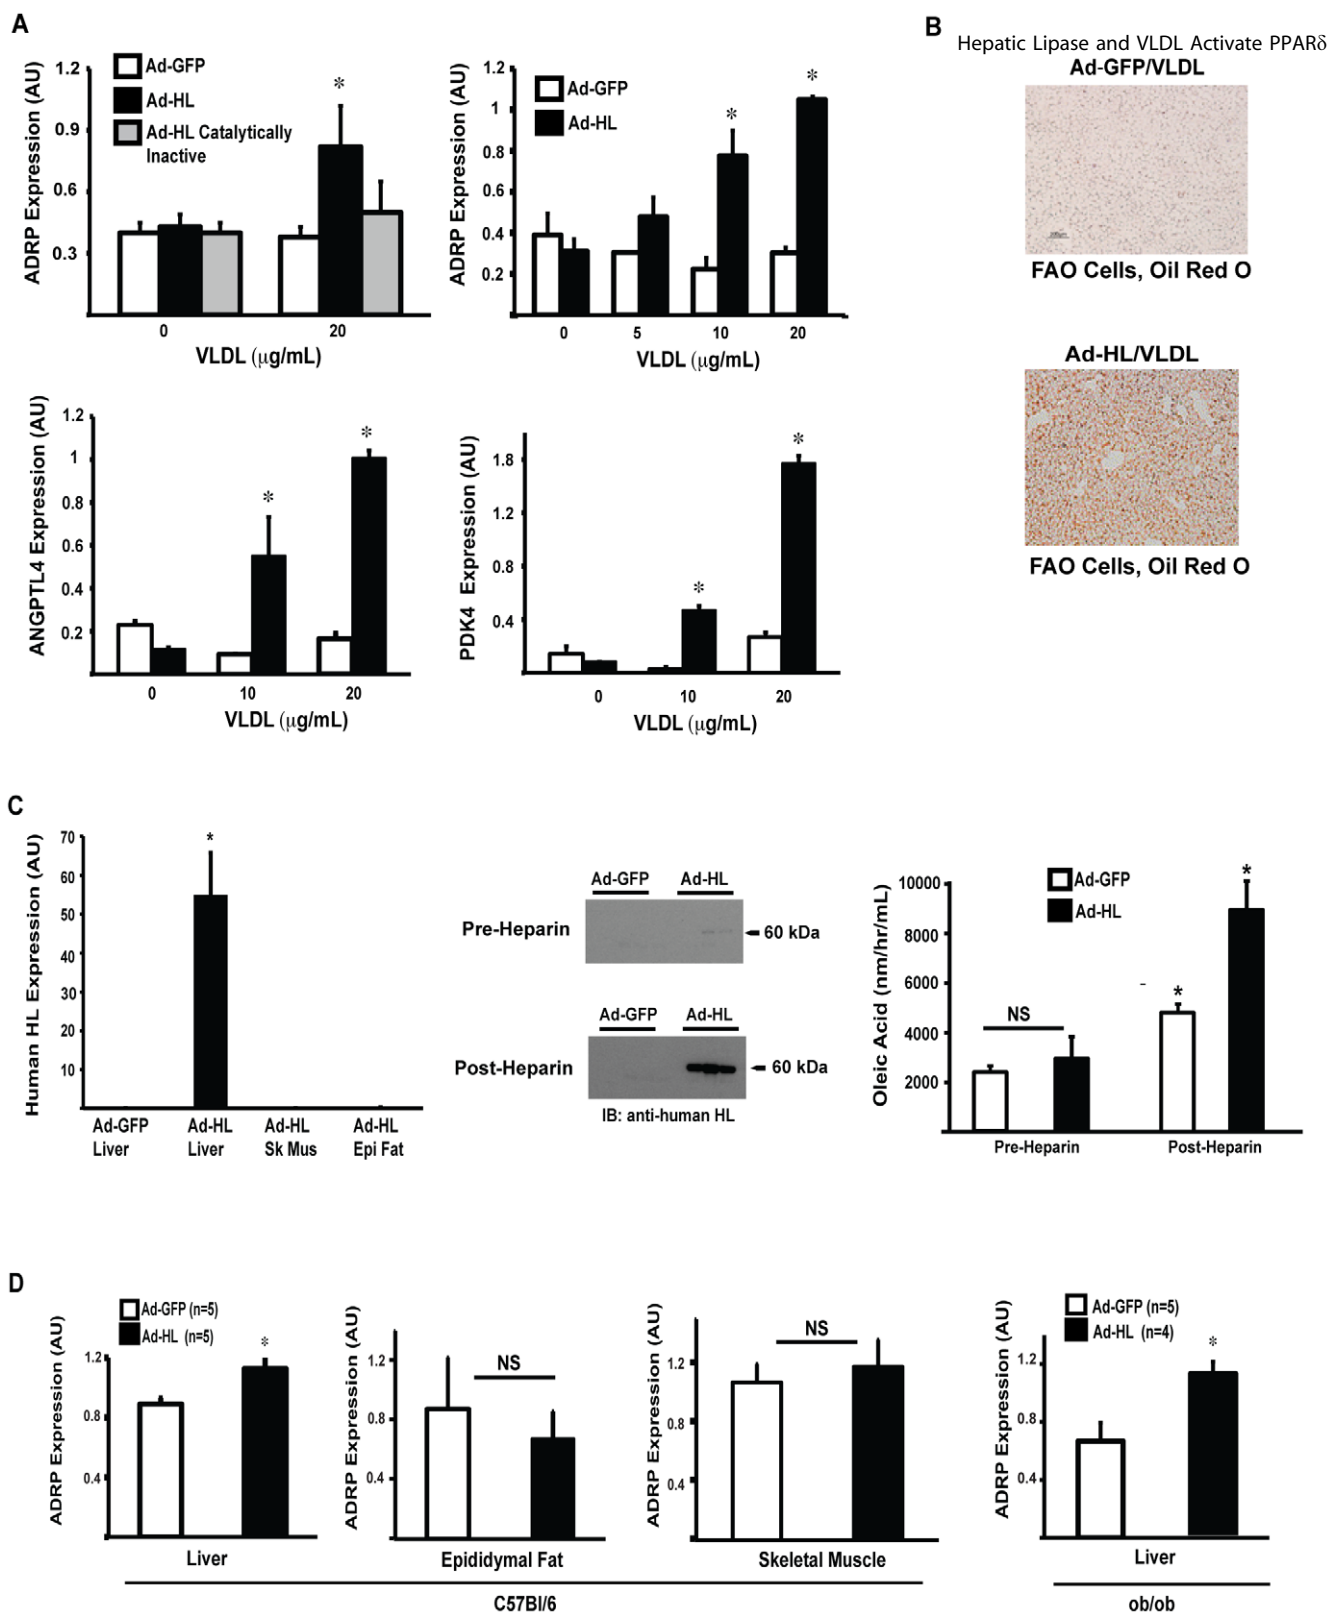 A
B
Hepatic Lipase and VLDL Activate PPARδ
ADRP Expression (AU)
1.2
0.9
0.6
0.3
Ad-GFP
Ad-HL
Ad-HL Catalytically
Inactive
*
0
20
VLDL (μg/mL)
ADRP Expression (AU)
1.2
1
0.8
0.6
0.4
0.2
Ad-GFP
Ad-HL
*
*
0
5
10
20
VLDL (μg/mL)
Ad-GFP/VLDL
FAO Cells, Oil Red O
Ad-HL/VLDL
FAO Cells, Oil Red O
ANGPTL4 Expression (AU)
1.2
1
0.8
0.6
0.4
0.2
*
*
0
10
20
VLDL (μg/mL)
PDK4 Expression (AU)
1.8
1.2
0.8
0.4
*
*
0
10
20
VLDL (μg/mL)
C
Human HL Expression (AU)
70
60
50
40
30
20
10
*
Ad-GFP
Liver
Ad-HL
Liver
Ad-HL
Sk Mus
Ad-HL
Epi Fat
Ad-GFP
Ad-HL
Pre-Heparin
60 kDa
Ad-GFP
Ad-HL
Post-Heparin
60 kDa
IB: anti-human HL
Oleic Acid (nm/hr/mL)
10000
8000
6000
4000
2000
Ad-GFP
Ad-HL
NS
*
*
Pre-Heparin
Post-Heparin
D
ADRP Expression (AU)
1.2
0.8
0.4
Ad-GFP (n=5)
Ad-HL (n=5)
*
Liver
ADRP Expression (AU)
1.2
0.8
0.4
NS
Epididymal Fat
ADRP Expression (AU)
1.2
0.8
0.4
NS
Skeletal Muscle
C57Bl/6
ADRP Expression (AU)
1.2
0.8
0.4
Ad-GFP (n=5)
Ad-HL (n=4)
*
Liver
ob/ob